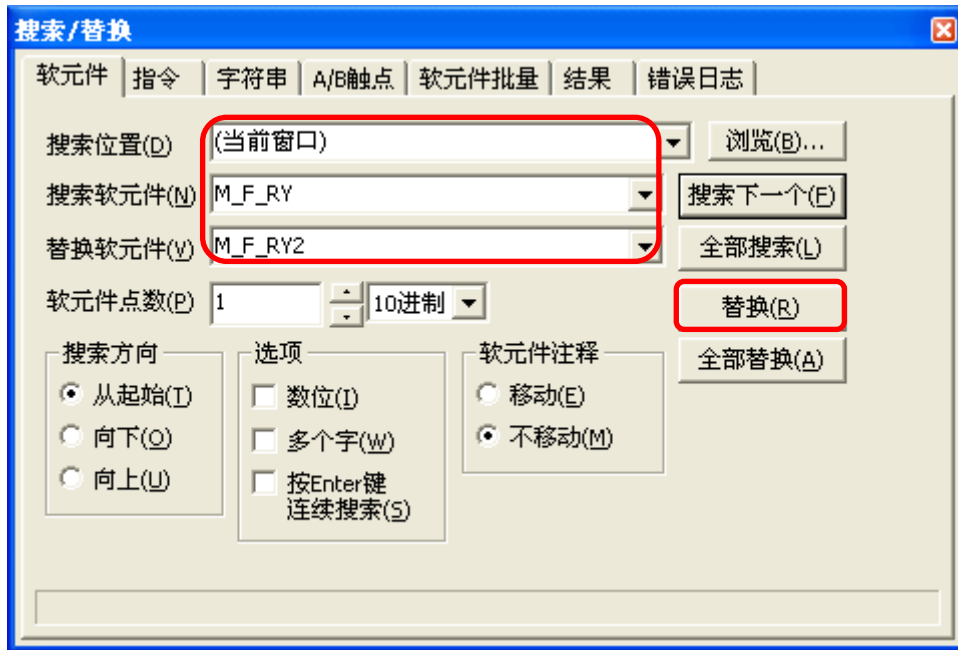 搜索/替换
软元件 指令 字符串 A/B触点 软元件批量 结果 错误日志
搜索位置(D) (当前窗口) 浏览(B)...
搜索软元件(N) M_F_RY 搜索下一个(F)
替换软元件(V) M_F_RY2 全部搜索(L)
软元件点数(P) 1 10进制 替换(R)
全部替换(A)
搜索方向 选项 软元件注释
从起始(T) 数位(I) 移动(E)
向下(O) 多个字(W) 不移动(M)
向上(U) 按Enter键
连续搜索(S)